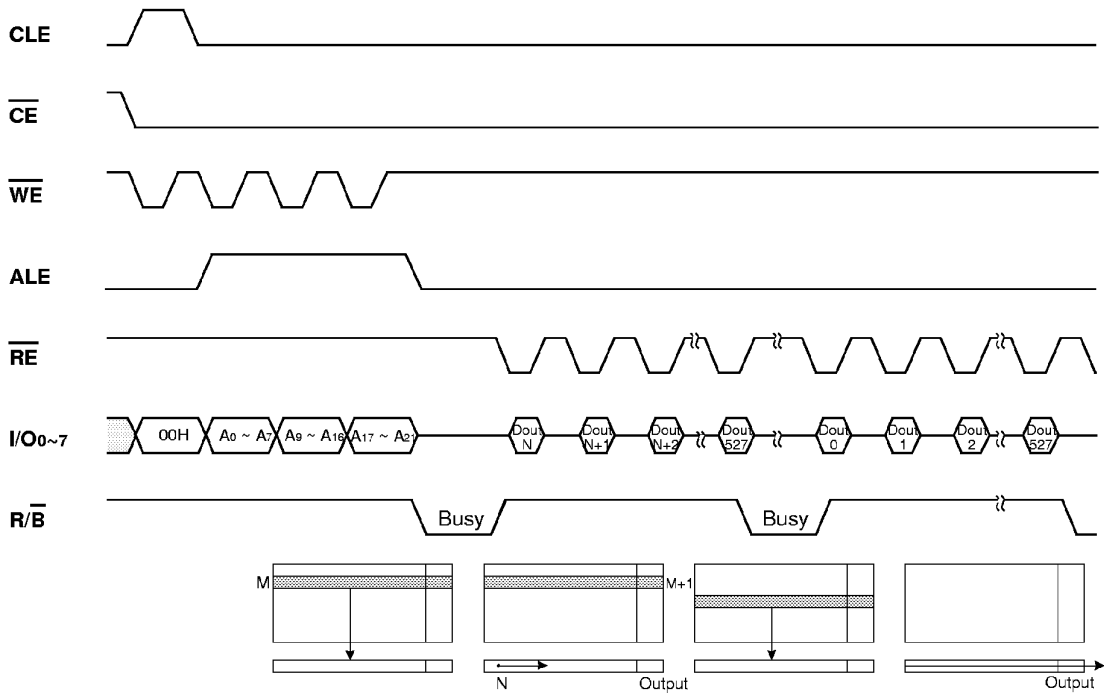 CLE
CE
WE
ALE
RE
I/O0~7 00H A0 ~ A7 A9 ~ A16 A17 ~ A21 Dout N Dout N+1 Dout N+2 Dout 527 Dout 0 Dout 1 Dout 2 Dout 527
R/B Busy Busy
M M+1
N Output Output